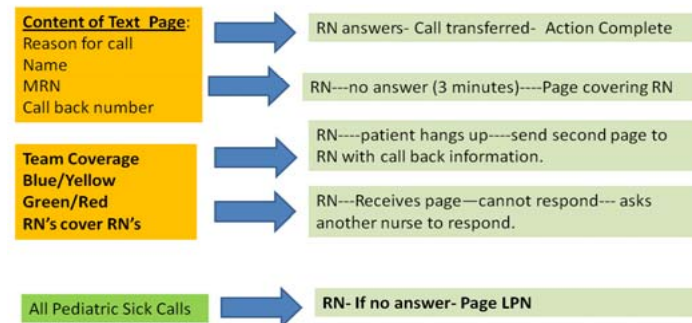 Content of Text Page:
Reason for call
Name
MRN
Call back number
RN answers- Call transferred- Action Complete
RN---no answer (3 minutes)----Page covering RN
Team Coverage
Blue/Yellow
Green/Red
RN's cover RN's
RN----patient hangs up----send second page to
RN with call back information.
RN---Receives page—cannot respond--- asks
another nurse to respond.
All Pediatric Sick Calls
RN- If no answer- Page LPN